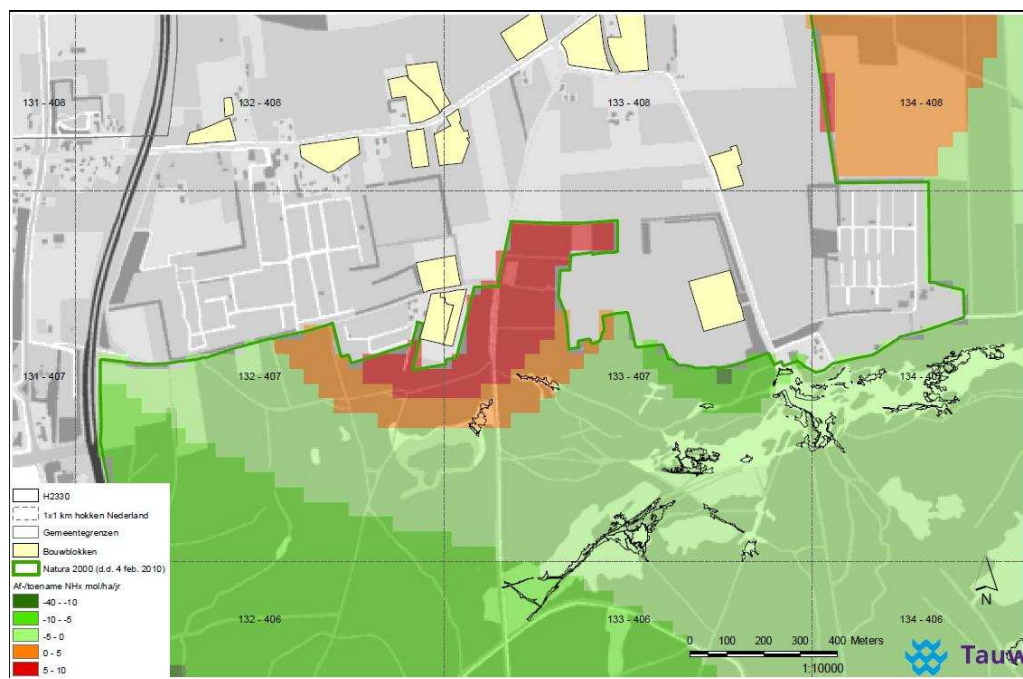 131 - 408
132 - 408
133 - 408
134 - 408
131 - 407
132 - 407
133 - 407
134 - 407
H2330
1x1 km hokken Nederland
Gemeentegrenzen
Bouwblokken
Natura 2000 (d.d. 4 feb. 2010)
Af-/toename NHx mol/ha/jr
-40 - -10
-10 - -5
-5 - 0
0 - 5
5 - 10
132 - 406
133 - 406
134 - 406
N
0 100 200 300 400 Meters
1:10000
Tauw